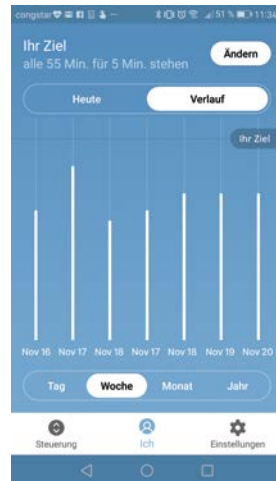 congstar 51 % 11:34
Ihr Ziel
alle 55 Min. für 5 Min. stehen
Ändern
Heute Verlauf
Ihr Ziel
Nov 16 Nov 17 Nov 18 Nov 17 Nov 18 Nov 19 Nov 20
Tag Woche Monat Jahr
Steuerung Ich Einstellungen